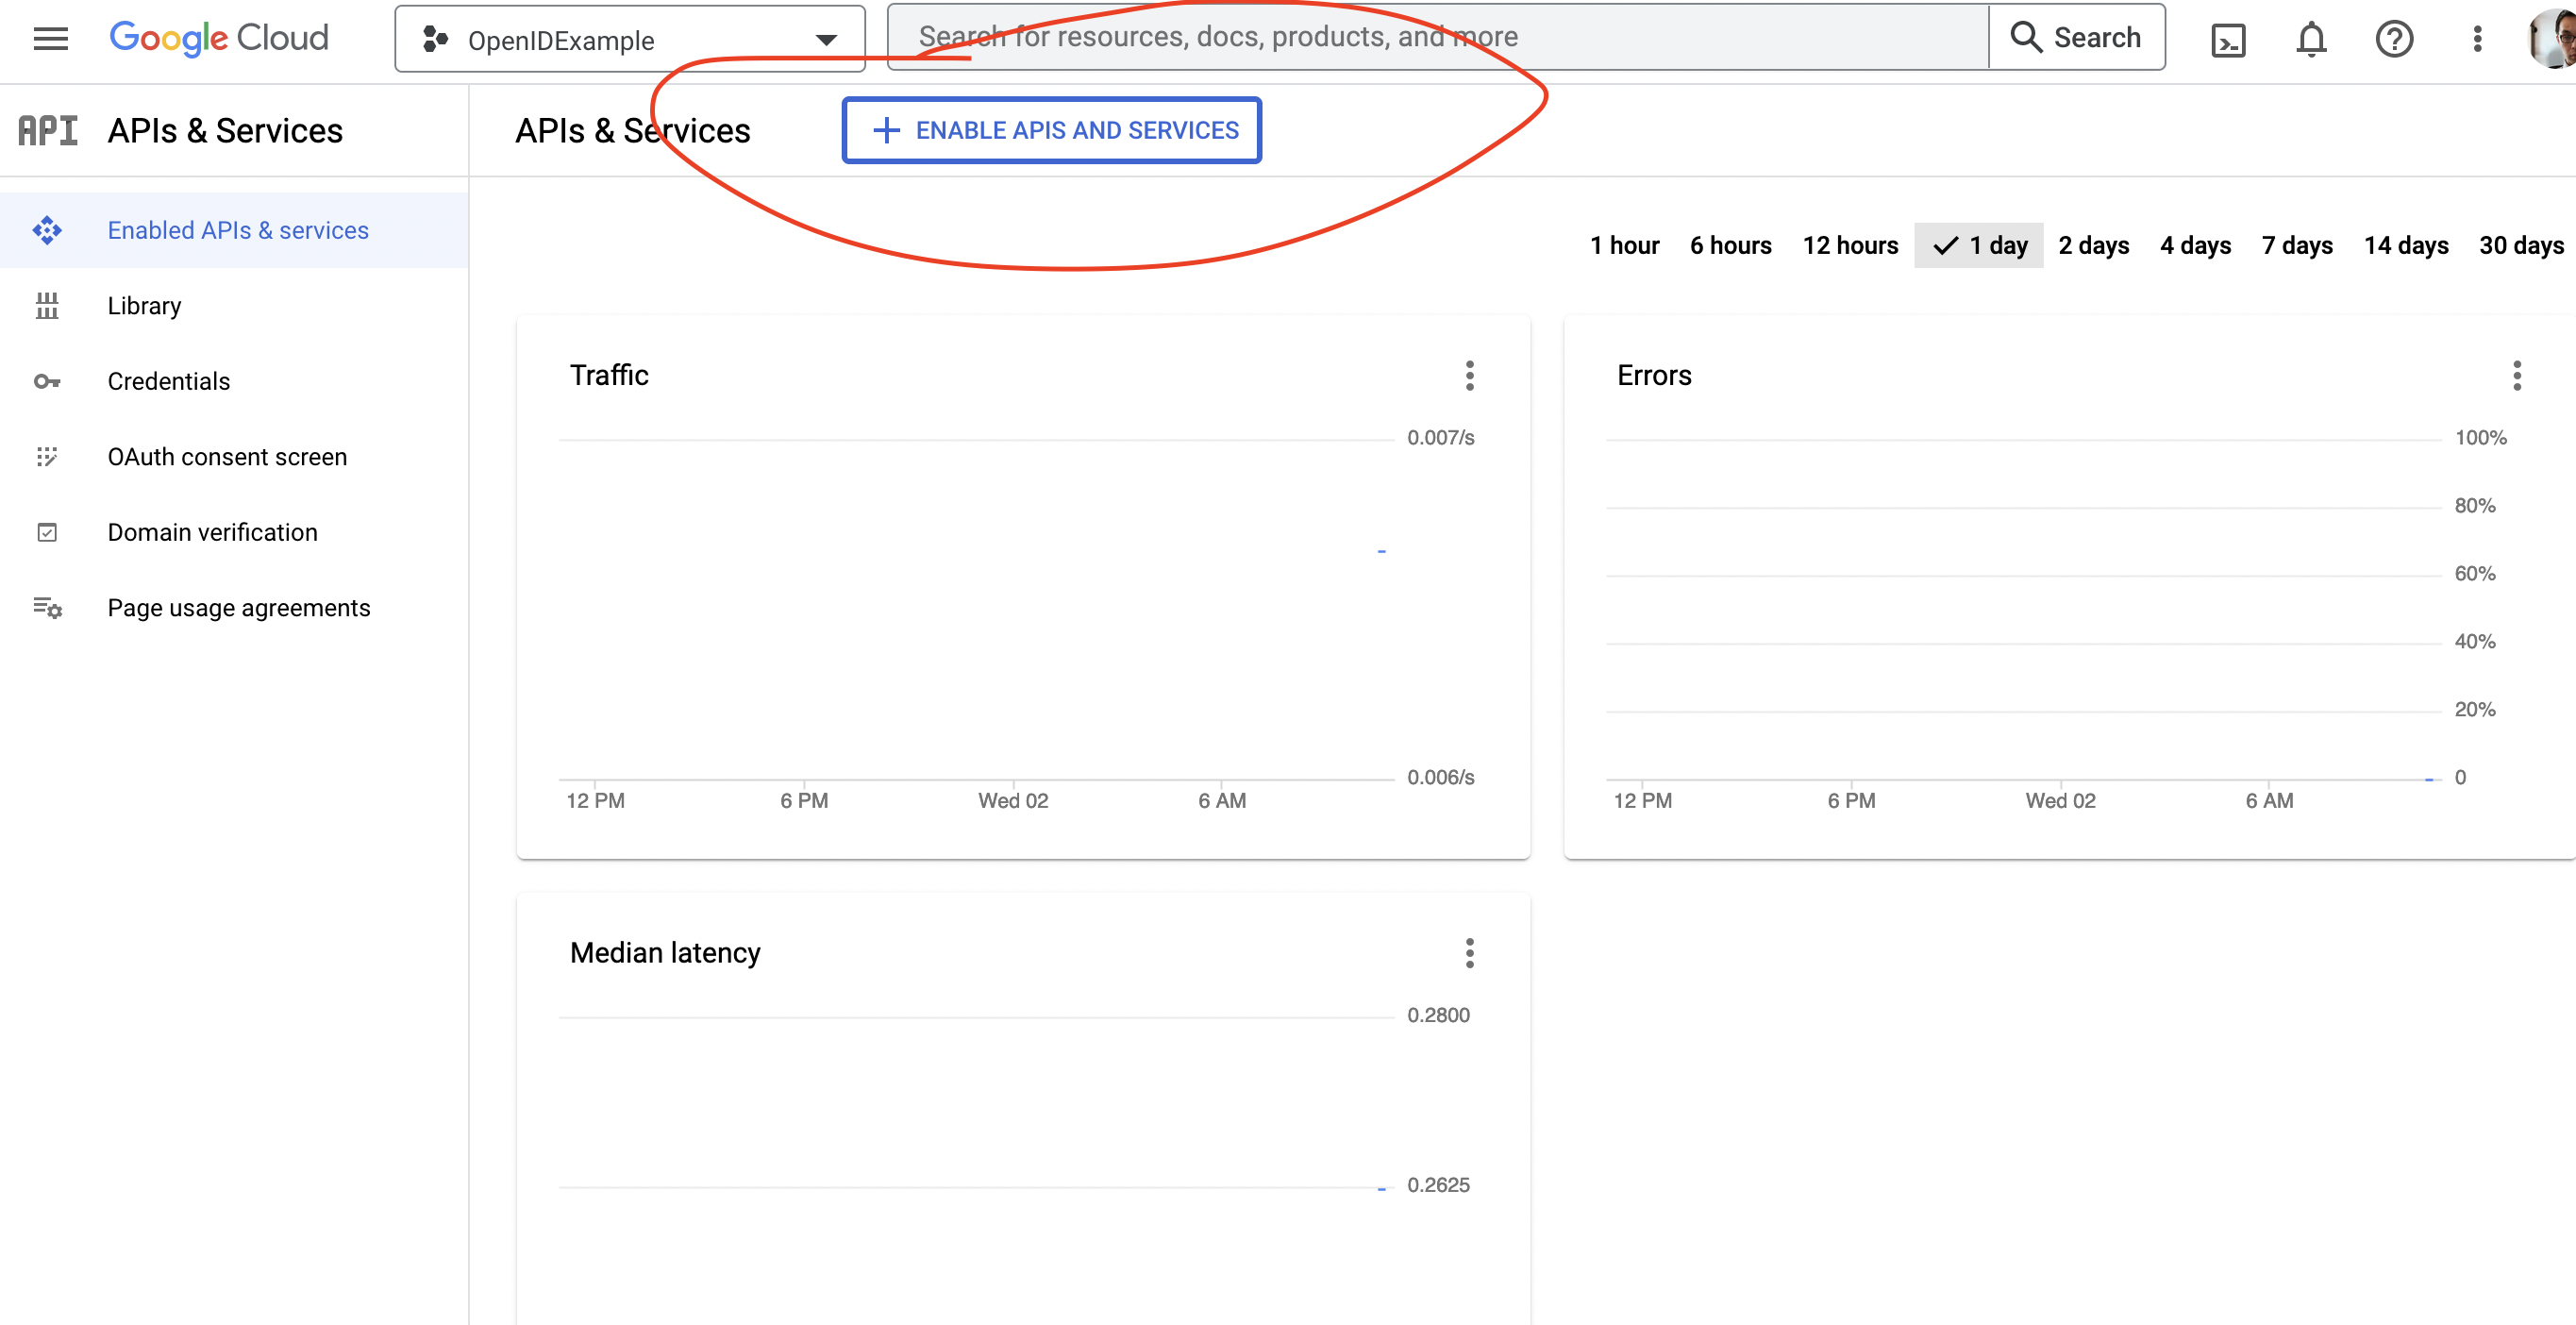 Google Cloud
OpenIDExample
Search for resources, docs, products, and more
Search
API
APIs & Services
APIs & Services
ENABLE APIS AND SERVICES
Enabled APIs & services
Library
Credentials
OAuth consent screen
Domain verification
Page usage agreements
1 hour 6 hours 12 hours 1 day 2 days 4 days 7 days 14 days 30 days
Traffic
0.007/s
0.006/s
12 PM 6 PM Wed 02 6 AM
Errors
100%
80%
60%
40%
20%
0
12 PM 6 PM Wed 02 6 AM
Median latency
0.2800
0.2625